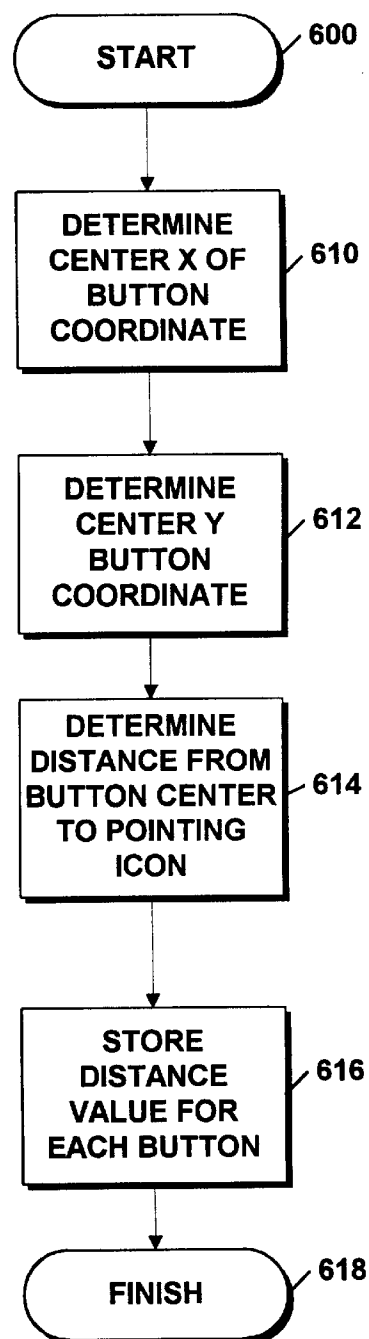 START
600
DETERMINE
CENTER X OF
BUTTON
COORDINATE
610
DETERMINE
CENTER Y
BUTTON
COORDINATE
612
DETERMINE
DISTANCE FROM
BUTTON CENTER
TO POINTING
ICON
614
STORE
DISTANCE
VALUE FOR
EACH BUTTON
616
FINISH
618